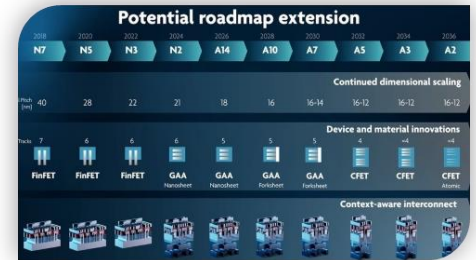 Potential roadmap extension
2018 2020 2022 2024 2026 2028 2030 2032 2034 2036
N7 N5 N3 N2 A14 A10 A7 A5 A3 A2
Continued dimensional scaling
Pitch 40 28 22 21 18 16 16-14 16-12 16-12 16-12
[nm]
Device and material innovations
Tracks 7 6 6 6 5 5 5 4 <4 <4
FinFET FinFET FinFET GAA GAA GAA GAA CFET CFET CFET
Nanosheet Nanosheet Forksheet Forksheet Atomic
Context-aware interconnect